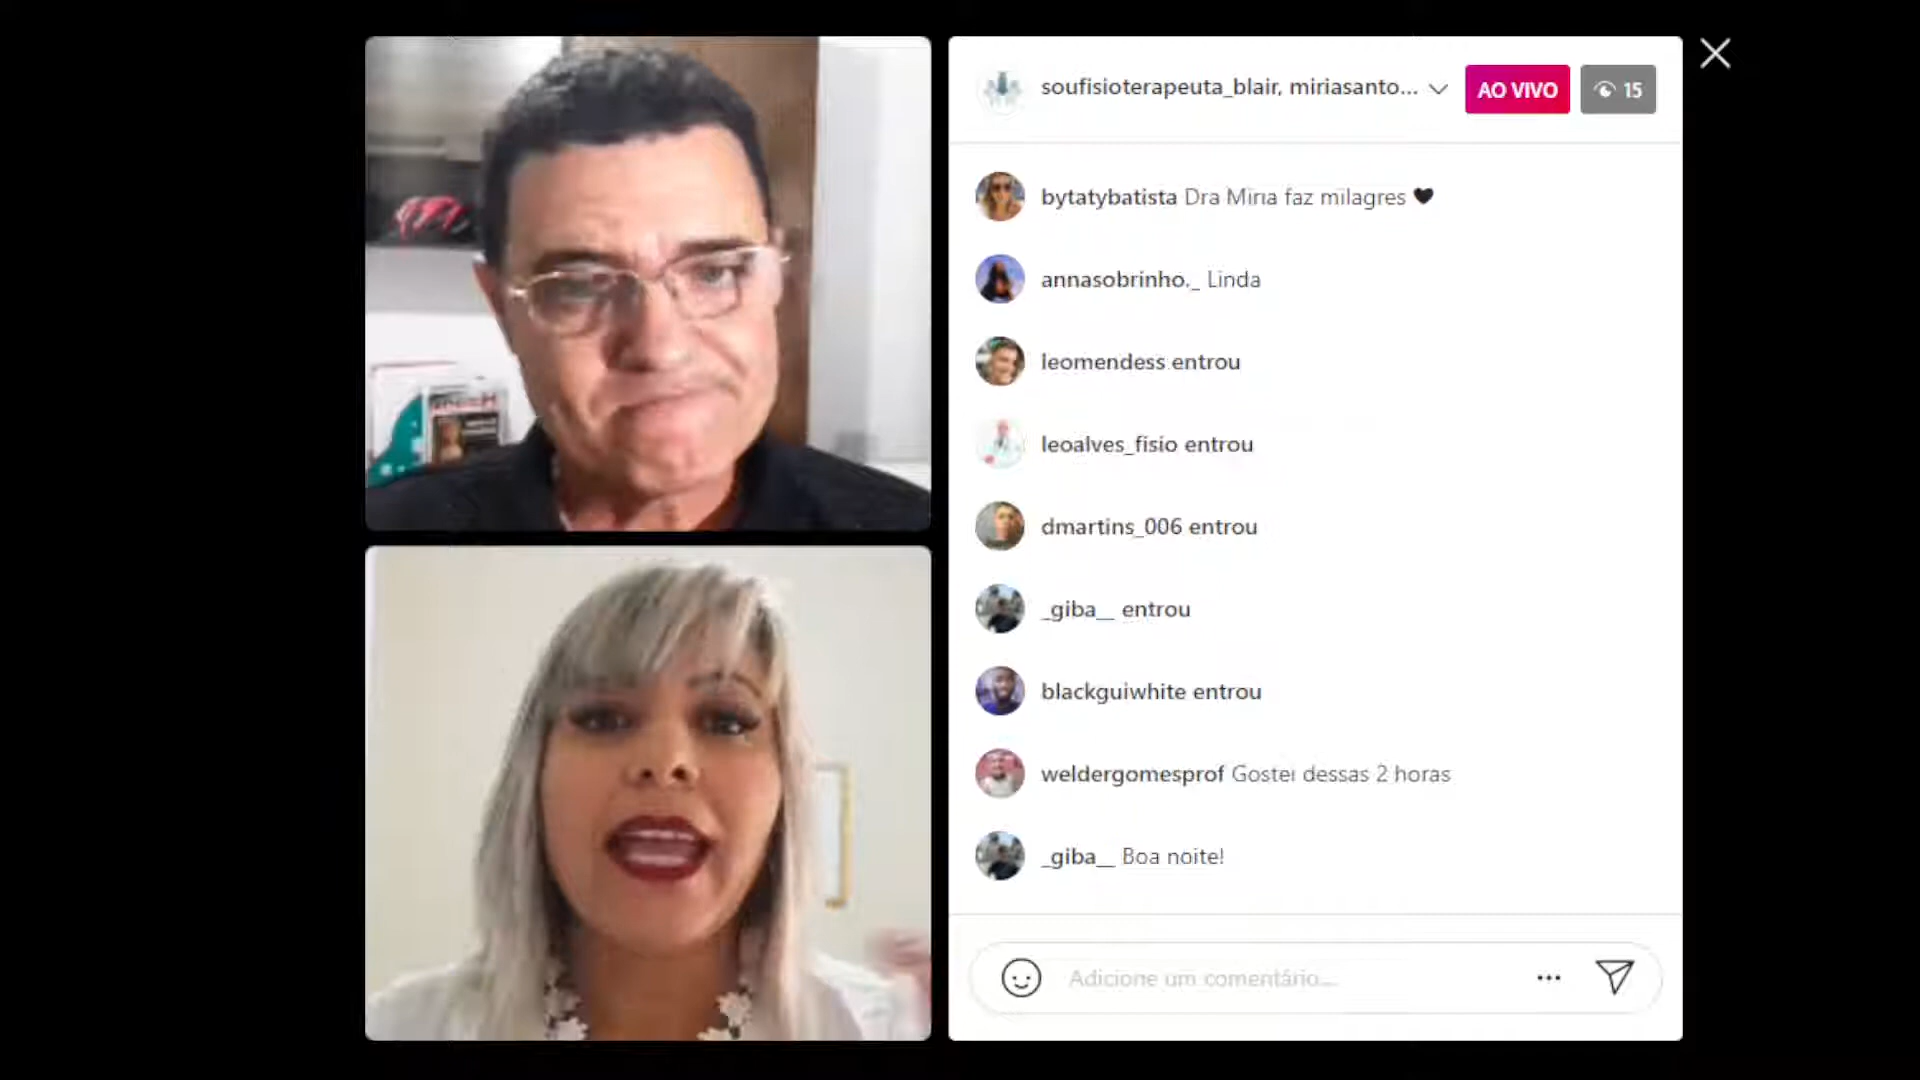 soufisioterapeuta_blair, miriasanto...
AO VIVO
15
bytatybatista Dra Miria faz milagres 🖤
annasobrinho._ Linda
leomendess entrou
leoalves_fisio entrou
dmartins_006 entrou
_giba__ entrou
blackguiwhite entrou
weldergomesprof Gostei dessas 2 horas
_giba__ Boa noite!
Adicione um comentário...